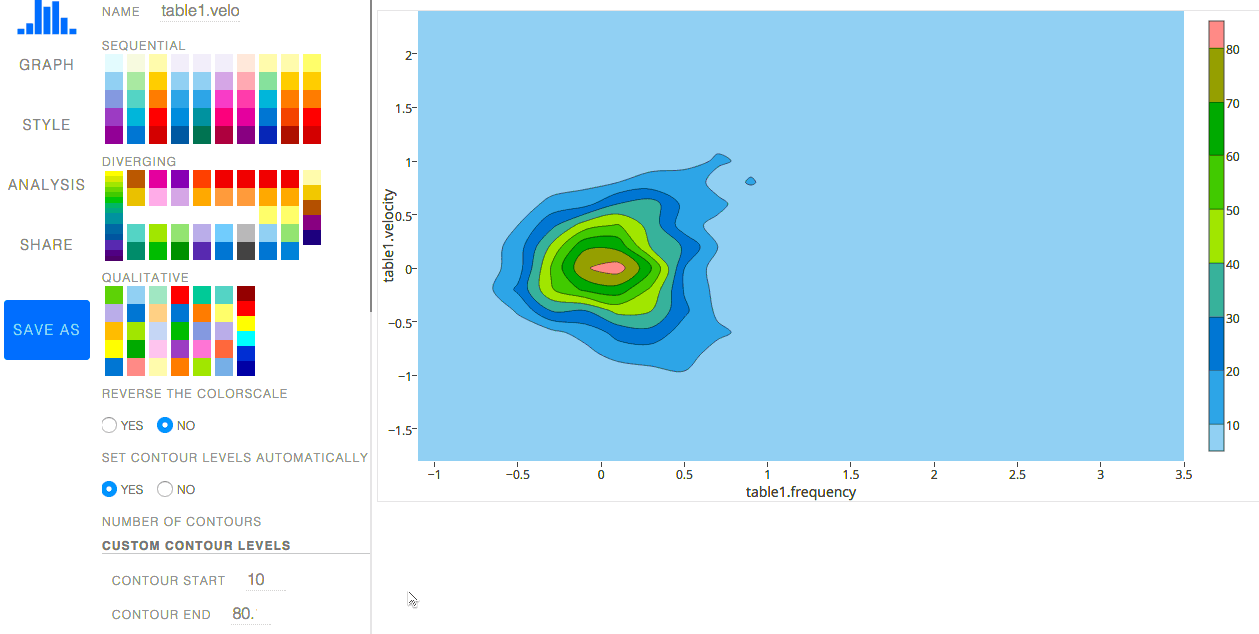 NAME table1.velo
SEQUENTIAL
GRAPH
STYLE
ANALYSIS
SHARE
SAVE AS
DIVERGING
QUALITATIVE
REVERSE THE COLORSCALE
YES NO
SET CONTOUR LEVELS AUTOMATICALLY
YES NO
NUMBER OF CONTOURS
CUSTOM CONTOUR LEVELS
CONTOUR START 10
CONTOUR END 80.
2
1.5
1
0.5
0
−0.5
−1
−1.5
table1.velocity
−1 −0.5 0 0.5 1 1.5 2 2.5 3 3.5
table1.frequency
80
70
60
50
40
30
20
10